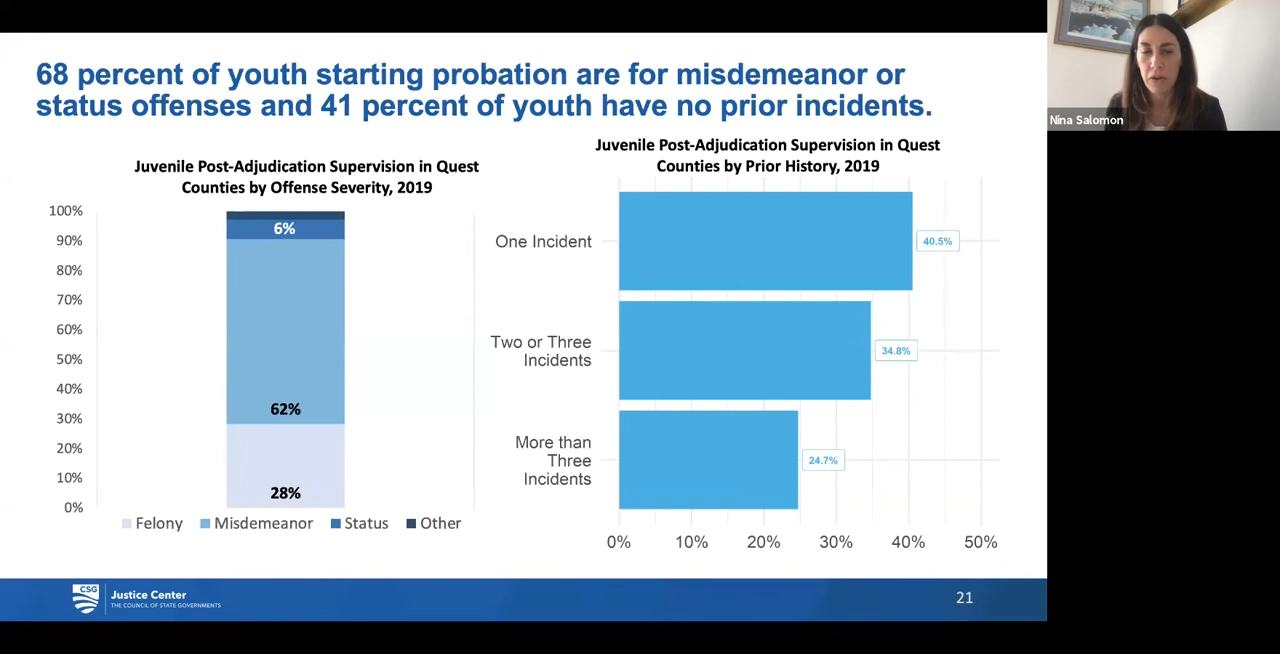 68 percent of youth starting probation are for misdemeanor or
status offenses and 41 percent of youth have no prior incidents.
Nina Salomon
Juvenile Post-Adjudication Supervision in Quest
Counties by Offense Severity, 2019
100%
90%
80%
70%
60%
50%
40%
30%
20%
10%
0%
6%
62%
28%
Felony
Misdemeanor
Status
Other
Juvenile Post-Adjudication Supervision in Quest
Counties by Prior History, 2019
One Incident
40.5%
Two or Three
Incidents
34.8%
More than
Three
Incidents
24.7%
0%
10%
20%
30%
40%
50%
CSG
Justice Center
THE COUNCIL OF STATE GOVERNMENTS
21